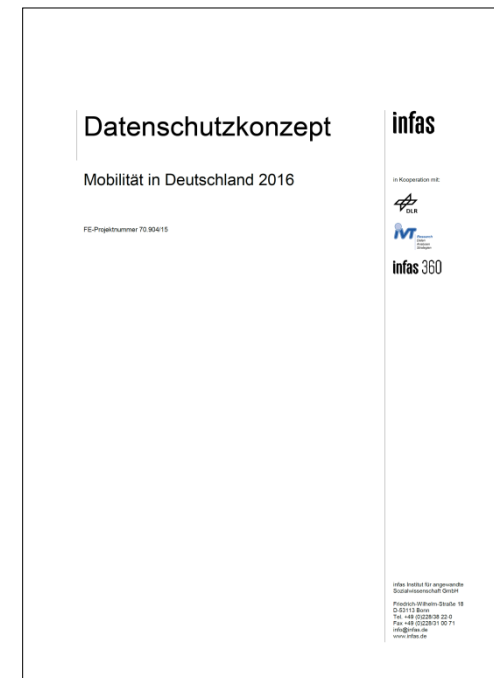 Datenschutzkonzept
Mobilität in Deutschland 2016
FE-Projektnummer 70.904/15
infas
in Kooperation mit:
DLR
IVT
infas 360
infas Institut für angewandte
Sozialwissenschaft GmbH
Friedrich-Wilhelm-Straße 18
D-53113 Bonn
Tel. +49 (0)228/38 22-0
Fax +49 (0)228/31 00 71
info@infas.de
www.infas.de